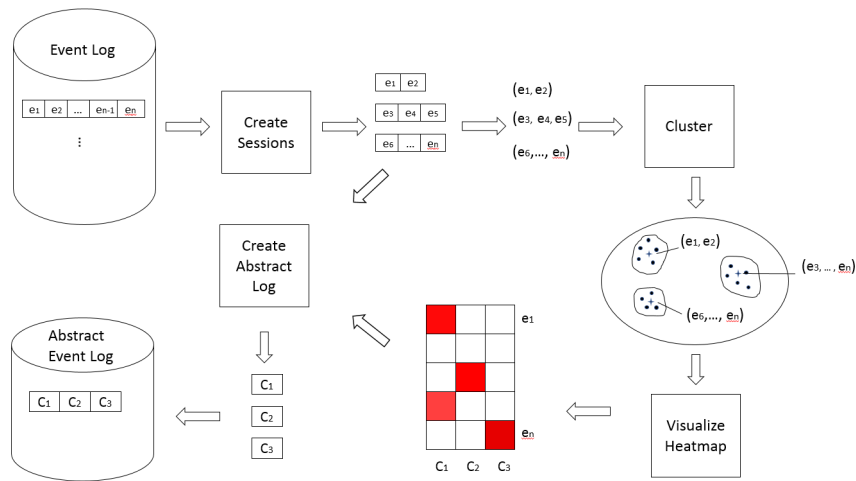 Event Log
e1 e2 ... en-1 en
⋮
Create
Sessions
e1 e2
e3 e4 e5
e6 ... en
(e1, e2)
(e3, e4, e5)
(e6,..., en)
Cluster
(e1, e2)
(e3, ... , en)
(e6,..., en)
Visualize
Heatmap
e1
en
C1 C2 C3
Create
Abstract
Log
C1
C2
C3
Abstract
Event Log
C1 C2 C3